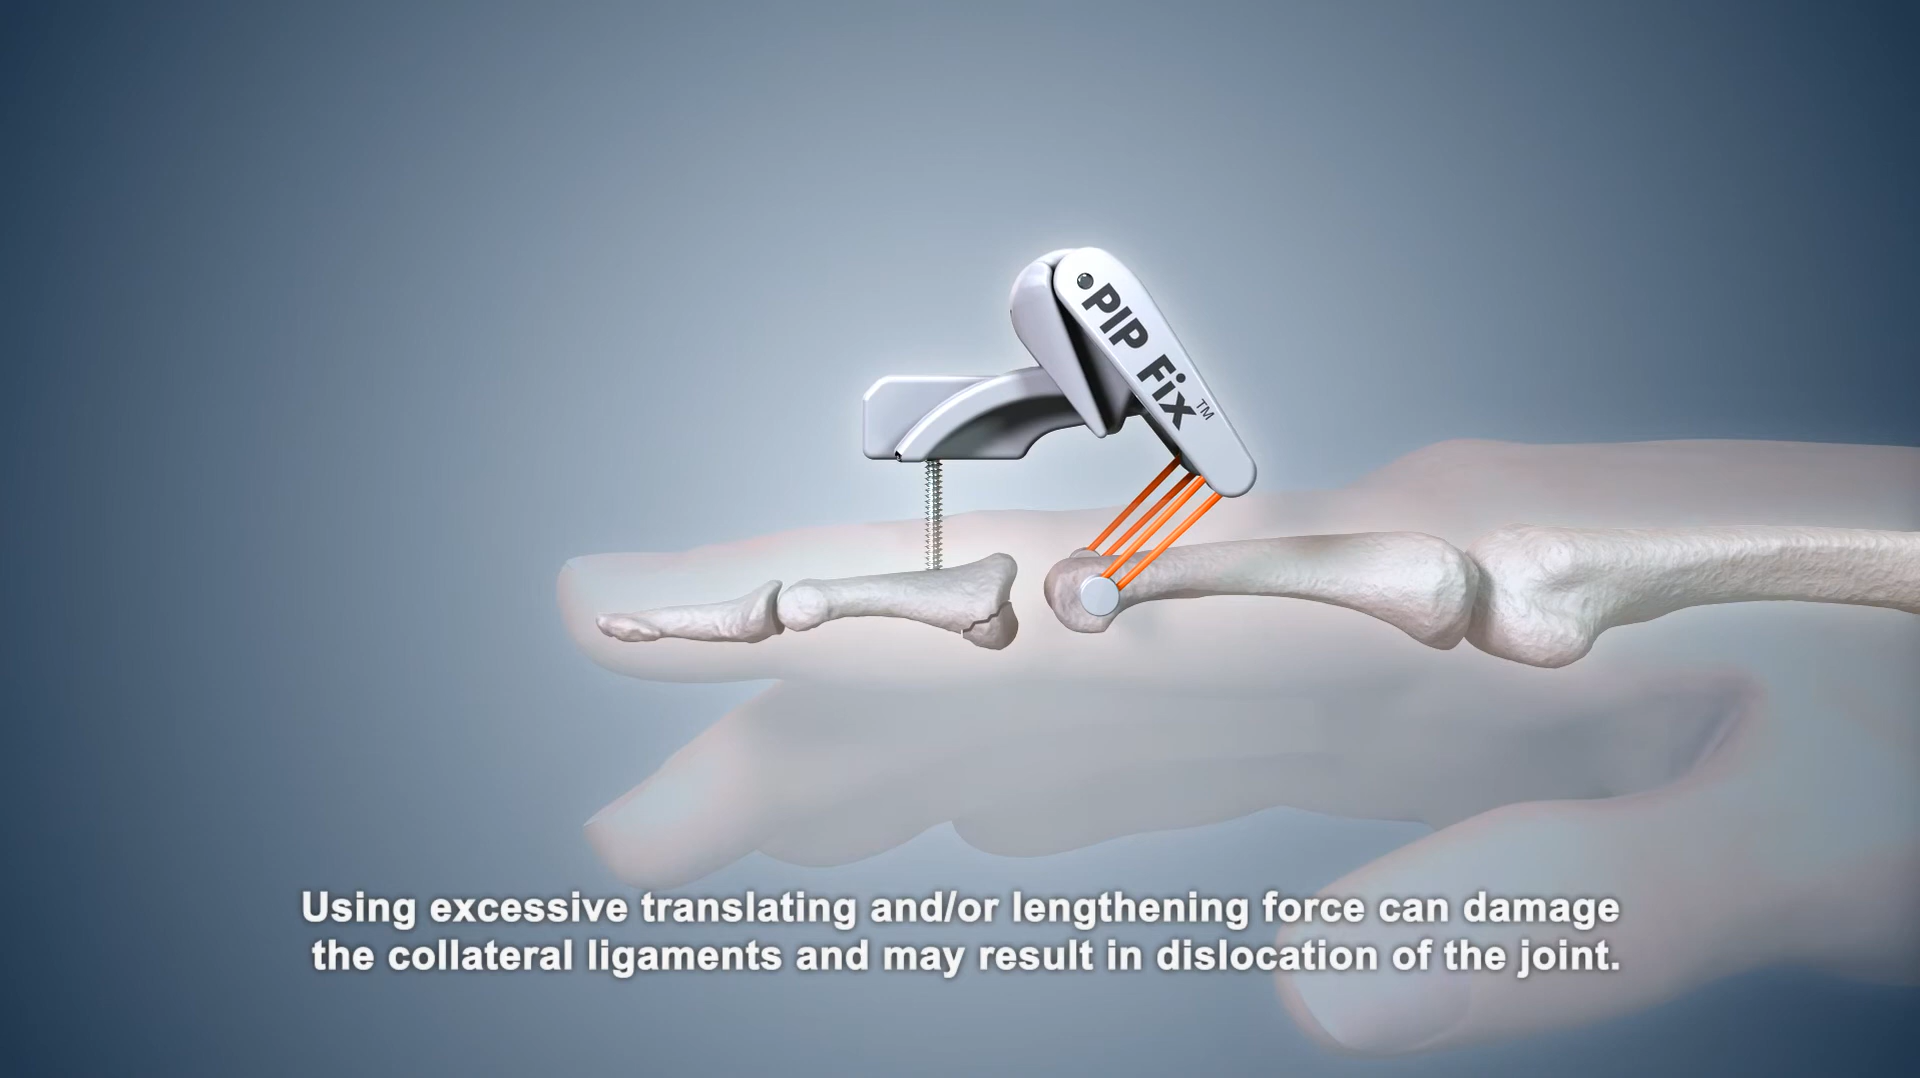 PIP Fix™
Using excessive translating and/or lengthening force can damage
the collateral ligaments and may result in dislocation of the joint.